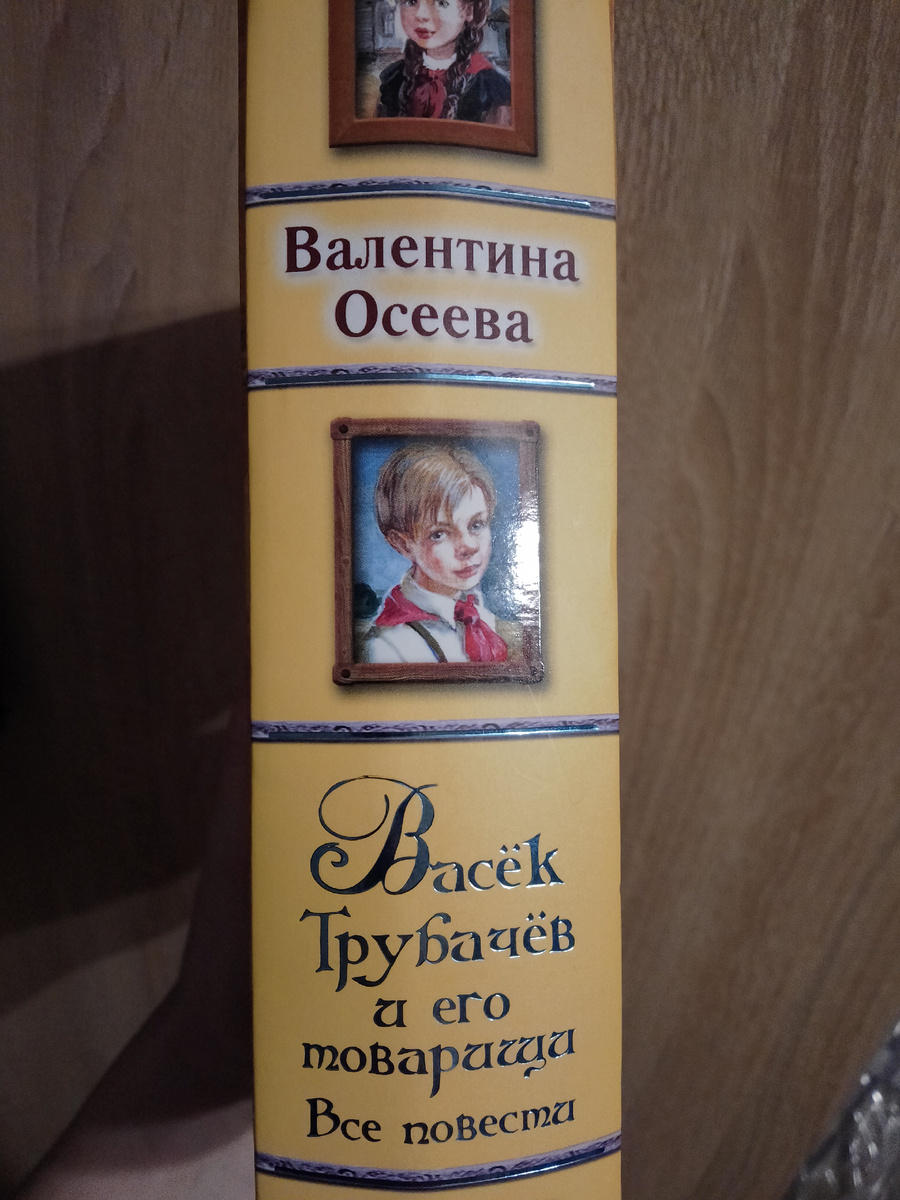 Валентина
Осеева
Васёк
Трубачёв
и его
товарищи
Все повести